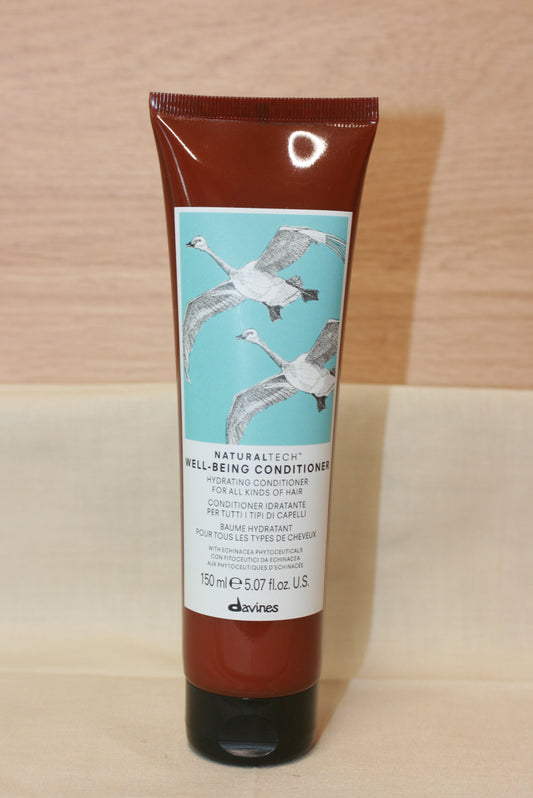 NATURALTECH™
WELL-BEING CONDITIONER
HYDRATING CONDITIONER
FOR ALL KINDS OF HAIR
CONDITIONER IDRATANTE
PER TUTTI I TIPI DI CAPELLI
BAUME HYDRATANT
POUR TOUS LES TYPES DE CHEVEUX
WITH ECHINACEA PHYTOCEUTICALS
CON FITOCEUTICI DA ECHINACEA
AUX PHYTOCEUTIQUES D'ECHINACÉE
150 ml ℮ 5.07 fl.oz. U.S.
davines